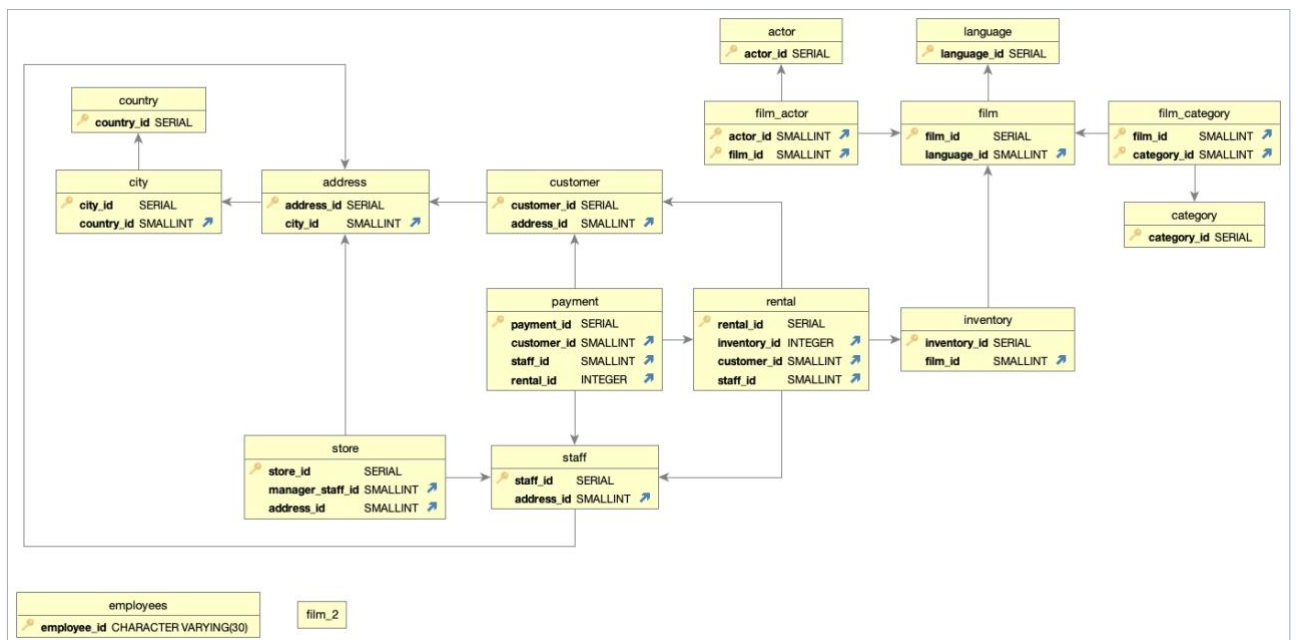 actor
actor_id SERIAL
language
language_id SERIAL
country
country_id SERIAL
film_actor
actor_id SMALLINT
film_id SMALLINT
film
film_id SERIAL
language_id SMALLINT
film_category
film_id SMALLINT
category_id SMALLINT
city
city_id SERIAL
country_id SMALLINT
address
address_id SERIAL
city_id SMALLINT
customer
customer_id SERIAL
address_id SMALLINT
category
category_id SERIAL
payment
payment_id SERIAL
customer_id SMALLINT
staff_id SMALLINT
rental_id INTEGER
rental
rental_id SERIAL
inventory_id INTEGER
customer_id SMALLINT
staff_id SMALLINT
inventory
inventory_id SERIAL
film_id SMALLINT
store
store_id SERIAL
manager_staff_id SMALLINT
address_id SMALLINT
staff
staff_id SERIAL
address_id SMALLINT
employees
employee_id CHARACTER VARYING(30)
film_2